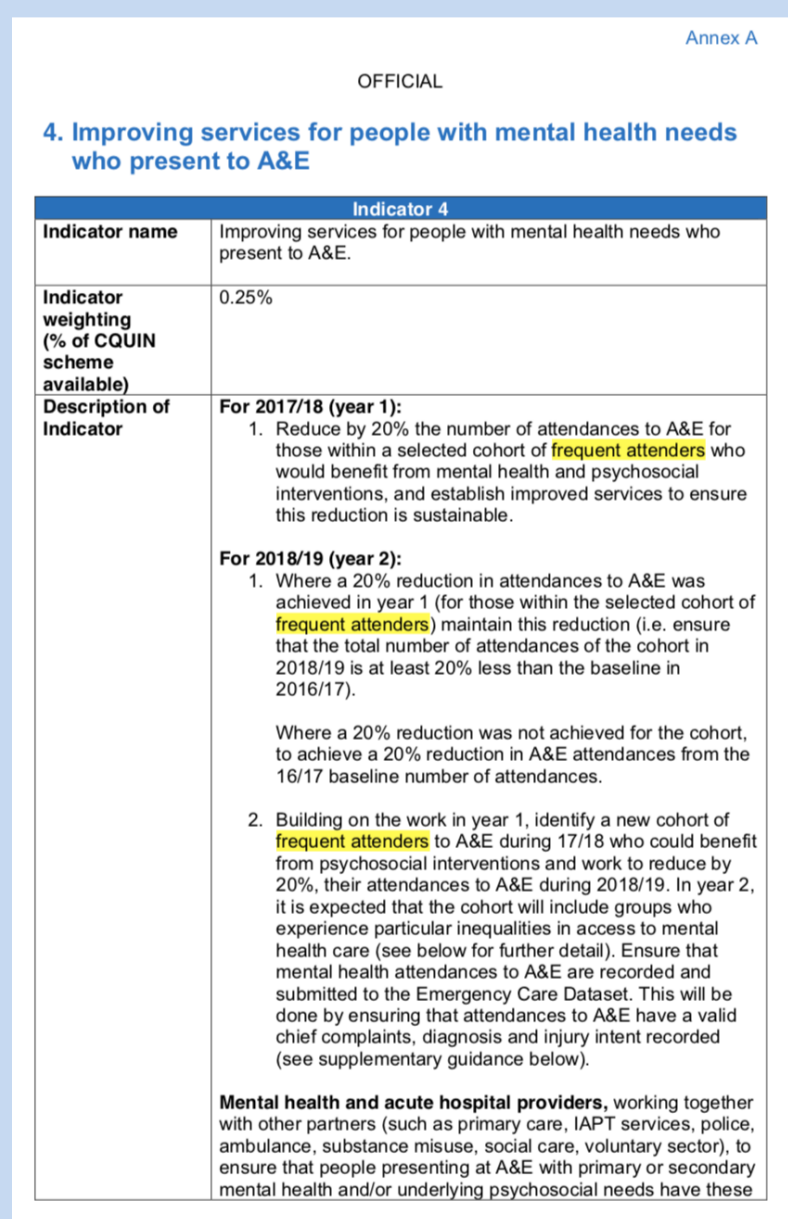 Annex A
OFFICIAL
4. Improving services for people with mental health needs
who present to A&E
Indicator 4
Indicator name
Improving services for people with mental health needs who
present to A&E.
Indicator
weighting
(% of CQUIN
scheme
available)
0.25%
Description of
Indicator
For 2017/18 (year 1):
1. Reduce by 20% the number of attendances to A&E for
those within a selected cohort of frequent attenders who
would benefit from mental health and psychosocial
interventions, and establish improved services to ensure
this reduction is sustainable.
For 2018/19 (year 2):
1. Where a 20% reduction in attendances to A&E was
achieved in year 1 (for those within the selected cohort of
frequent attenders) maintain this reduction (i.e. ensure
that the total number of attendances of the cohort in
2018/19 is at least 20% less than the baseline in
2016/17).
Where a 20% reduction was not achieved for the cohort,
to achieve a 20% reduction in A&E attendances from the
16/17 baseline number of attendances.
2. Building on the work in year 1, identify a new cohort of
frequent attenders to A&E during 17/18 who could benefit
from psychosocial interventions and work to reduce by
20%, their attendances to A&E during 2018/19. In year 2,
it is expected that the cohort will include groups who
experience particular inequalities in access to mental
health care (see below for further detail). Ensure that
mental health attendances to A&E are recorded and
submitted to the Emergency Care Dataset. This will be
done by ensuring that attendances to A&E have a valid
chief complaints, diagnosis and injury intent recorded
(see supplementary guidance below).
Mental health and acute hospital providers, working together
with other partners (such as primary care, IAPT services, police,
ambulance, substance misuse, social care, voluntary sector), to
ensure that people presenting at A&E with primary or secondary
mental health and/or underlying psychosocial needs have these